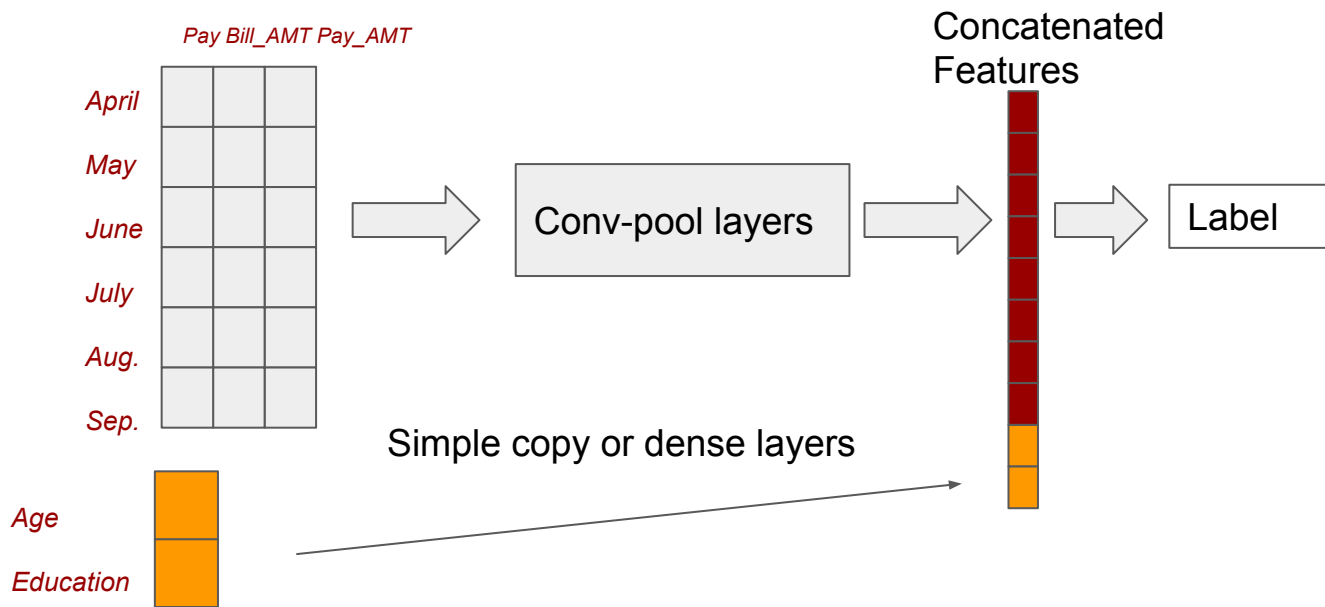 Pay Bill_AMT Pay_AMT
Concatenated
Features
April
May
June
July
Aug.
Sep.
Conv-pool layers
Label
Simple copy or dense layers
Age
Education